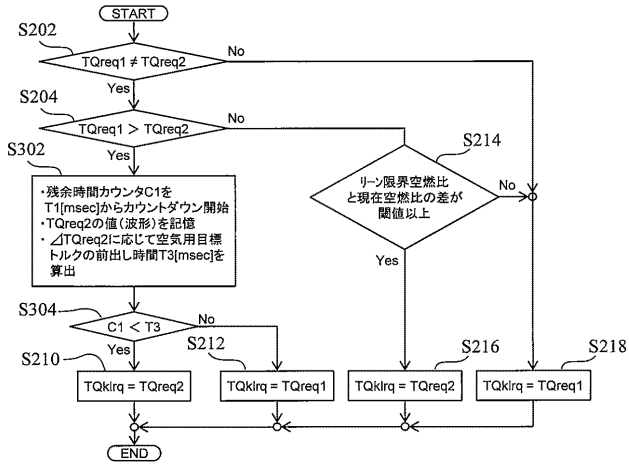 START
S202
TQreq1 ≠ TQreq2
No
Yes
S204
TQreq1 > TQreq2
No
Yes
S302
・残余時間カウンタC1を
T1[msec]からカウントダウン開始
・TQreq2の値(波形)を記憶
・⊿TQreq2に応じて空気用目標
トルクの前出し時間T3[msec]を
算出
S214
リーン限界空燃比
と現在空燃比の差が
閾値以上
No
Yes
S304
C1 < T3
No
Yes
S210
TQklrq = TQreq2
S212
TQklrq = TQreq1
S216
TQklrq = TQreq2
S218
TQklrq = TQreq1
END